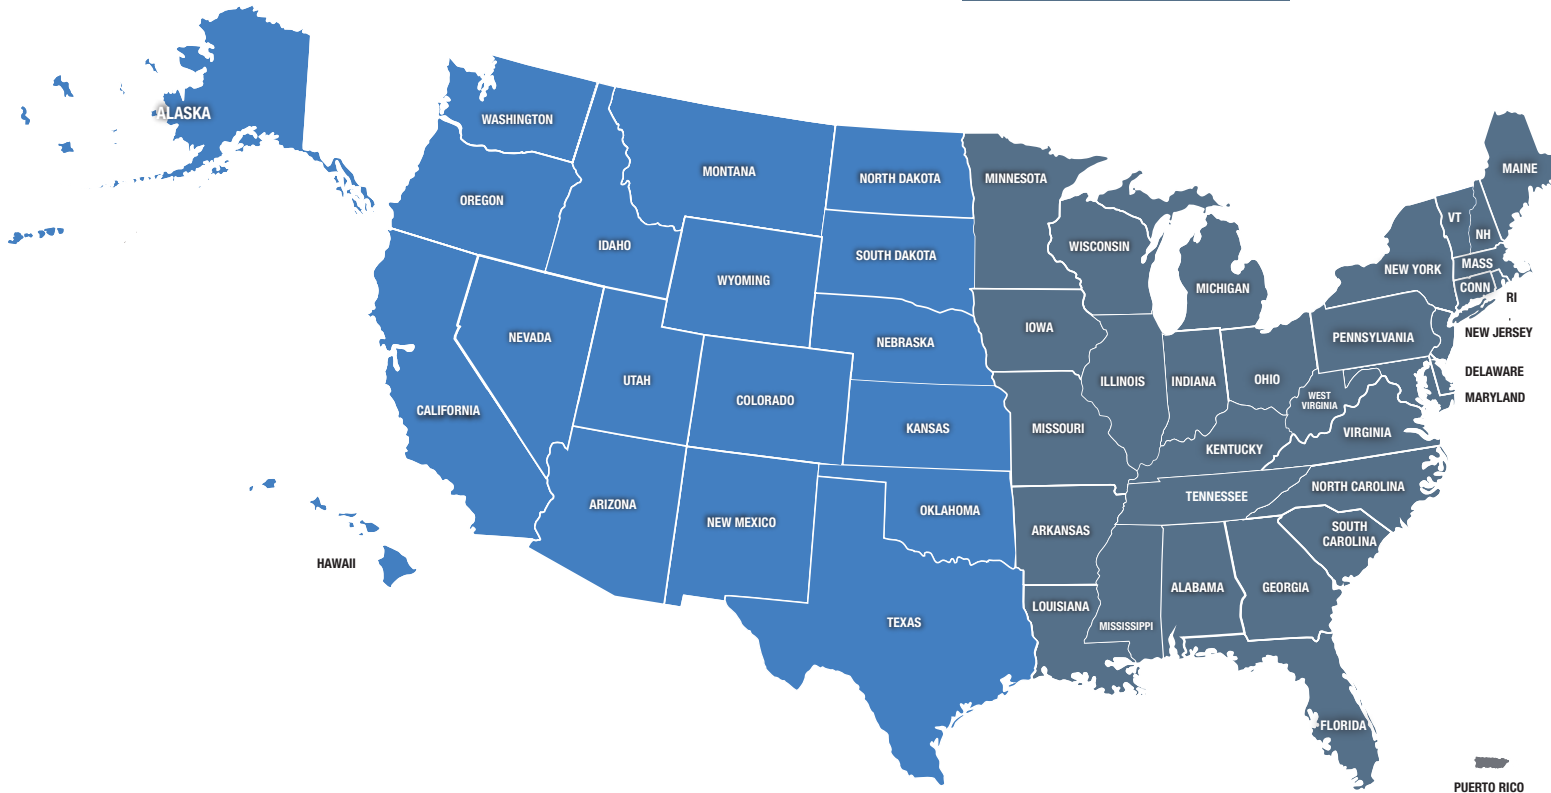 ALASKA
WASHINGTON
MONTANA
NORTH DAKOTA
MINNESOTA
MAINE
OREGON
VT
NH
IDAHO
SOUTH DAKOTA
WISCONSIN
NEW YORK
MASS
WYOMING
MICHIGAN
CONN
RI
NEVADA
NEBRASKA
IOWA
PENNSYLVANIA
NEW JERSEY
UTAH
COLORADO
ILLINOIS
INDIANA
OHIO
DELAWARE
WEST
VIRGINIA
MARYLAND
CALIFORNIA
KANSAS
MISSOURI
KENTUCKY
VIRGINIA
ARIZONA
NEW MEXICO
OKLAHOMA
ARKANSAS
TENNESSEE
NORTH CAROLINA
SOUTH
CAROLINA
HAWAII
TEXAS
LOUISIANA
MISSISSIPPI
ALABAMA
GEORGIA
FLORIDA
PUERTO RICO